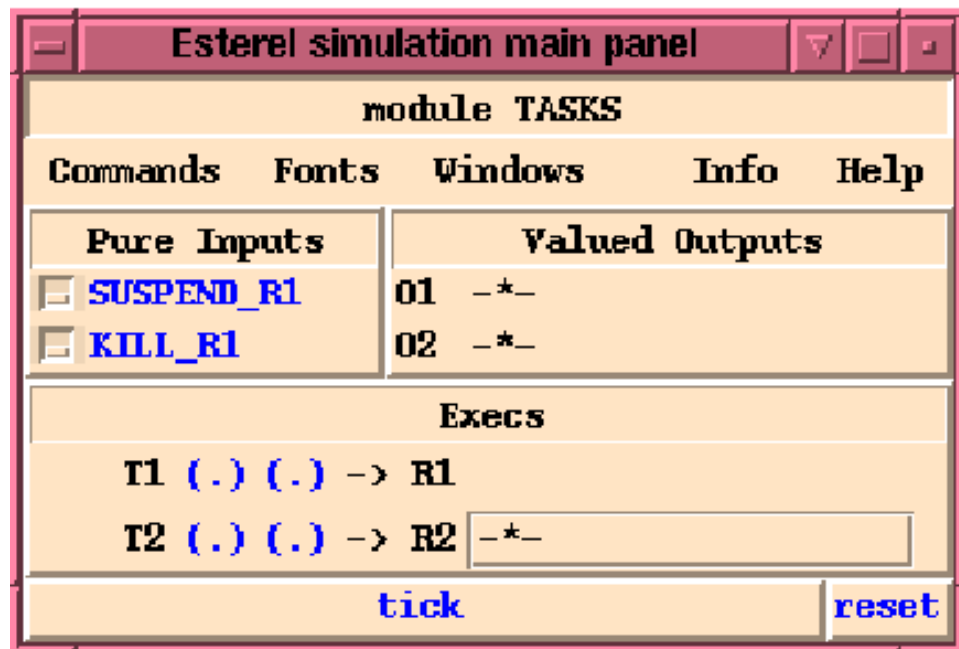 Esterel simulation main panel
module TASKS
Commands Fonts Windows Info Help
Pure Inputs Valued Outputs
SUSPEND_R1 O1 -*-
KILL_R1 O2 -*-
Execs
T1 (.) (.) -> R1
T2 (.) (.) -> R2 -*-
tick reset